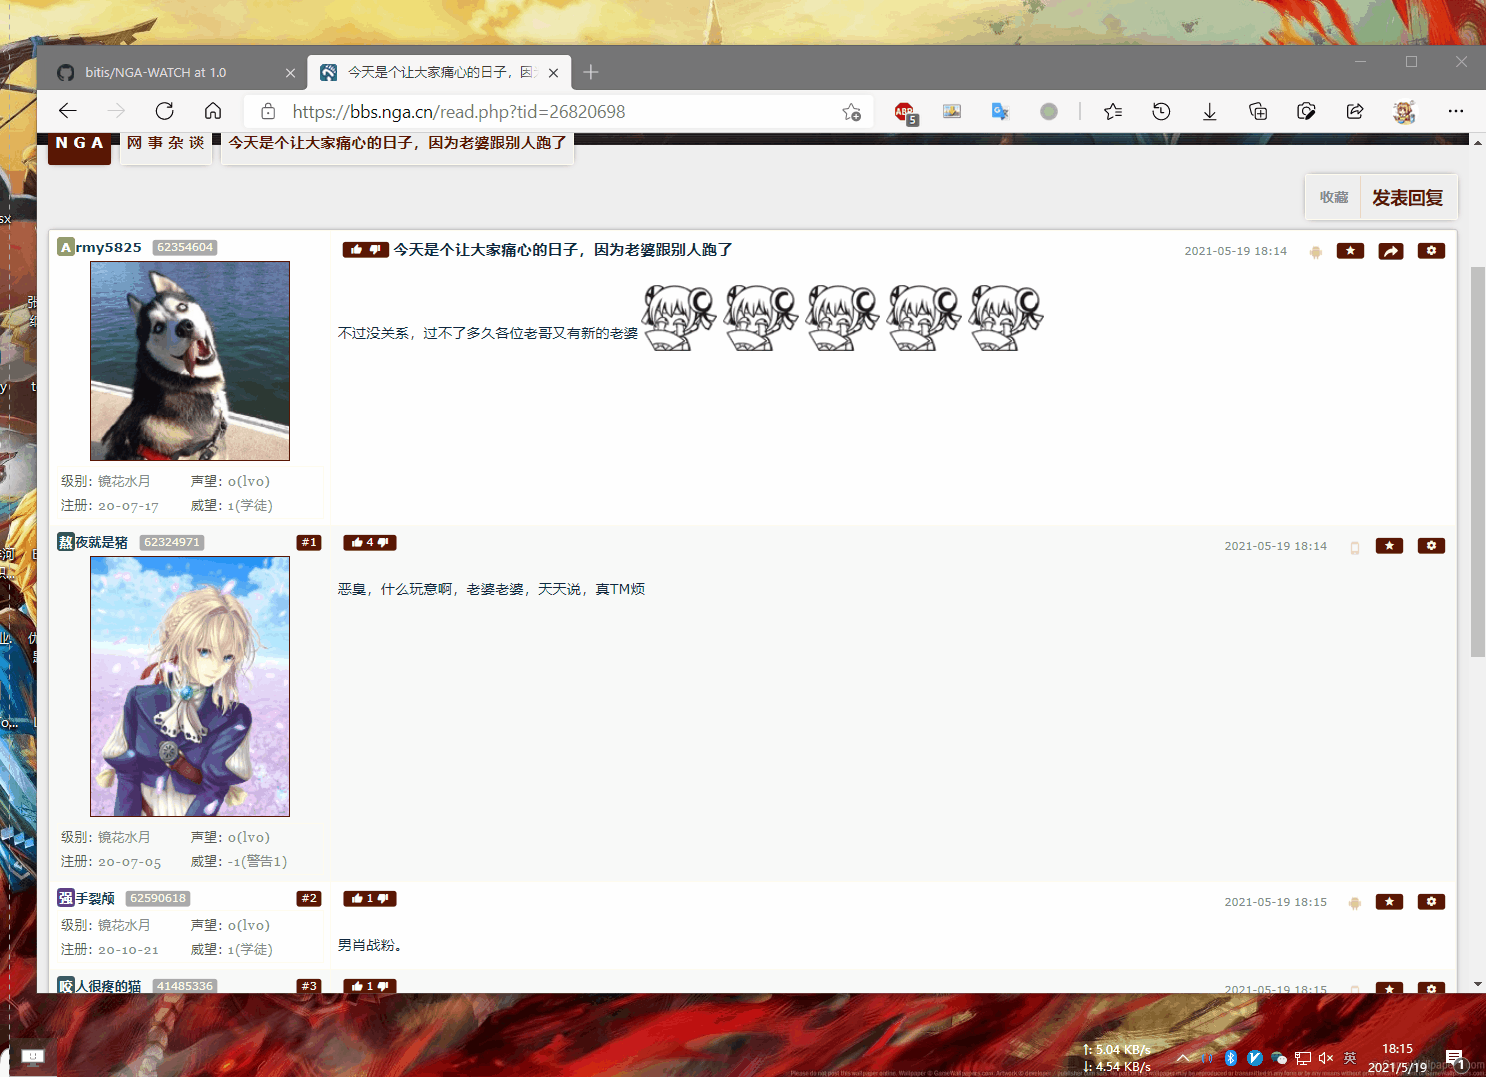 bitis/NGA-WATCH at 1.0
今天是个让大家痛心的日子，因
https://bbs.nga.cn/read.php?tid=26820698
ABP
5
NGA
网事杂谈
今天是个让大家痛心的日子，因为老婆跟别人跑了
收藏
发表回复
Army5825 62354604
今天是个让大家痛心的日子，因为老婆跟别人跑了
2021-05-19 18:14
不过没关系，过不了多久各位老哥又有新的老婆
级别: 镜花水月 声望: 0(lv0)
注册: 20-07-17 威望: 1(学徒)
熬夜就是猪 62324971 #1
4
2021-05-19 18:14
恶臭，什么玩意啊，老婆老婆，天天说，真TM烦
级别: 镜花水月 声望: 0(lv0)
注册: 20-07-05 威望: -1(警告1)
强手裂颅 62590618 #2
1
2021-05-19 18:15
级别: 镜花水月 声望: 0(lv0)
注册: 20-10-21 威望: 1(学徒)
男肖战粉。
咬人很疼的猫 41485336 #3
1
2021-05-19 18:15
↑: 5.04 KB/s
↓: 4.54 KB/s
英
18:15
2021/5/19
1